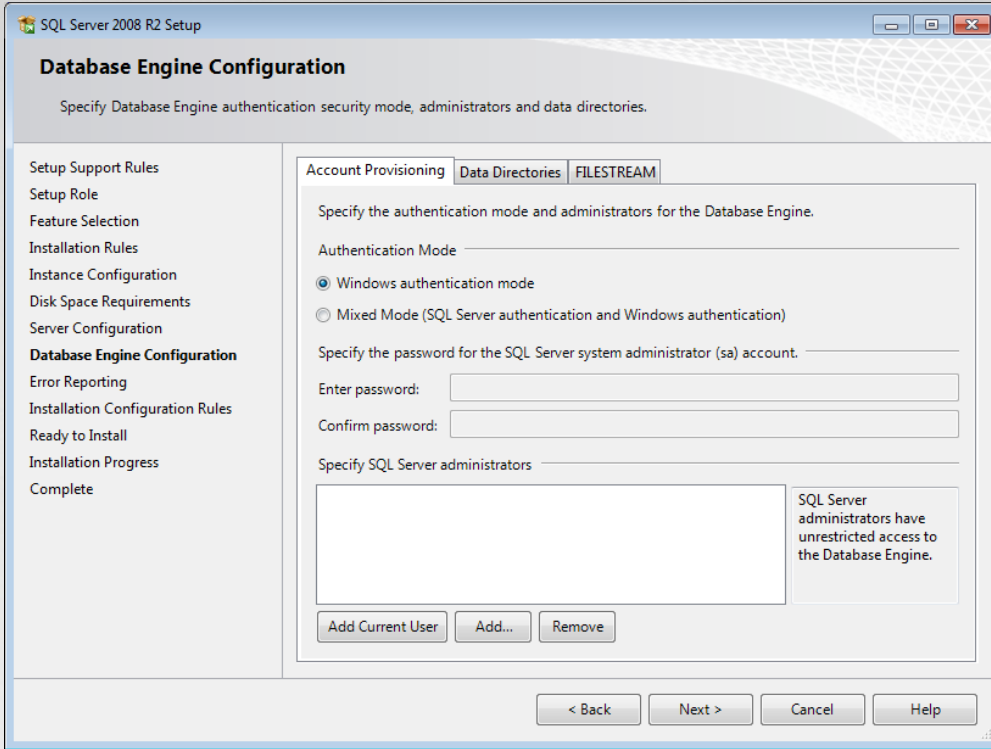 SQL Server 2008 R2 Setup
Database Engine Configuration
Specify Database Engine authentication security mode, administrators and data directories.
Setup Support Rules
Setup Role
Feature Selection
Installation Rules
Instance Configuration
Disk Space Requirements
Server Configuration
Database Engine Configuration
Error Reporting
Installation Configuration Rules
Ready to Install
Installation Progress
Complete
Account Provisioning
Data Directories
FILESTREAM
Specify the authentication mode and administrators for the Database Engine.
Authentication Mode
Windows authentication mode
Mixed Mode (SQL Server authentication and Windows authentication)
Specify the password for the SQL Server system administrator (sa) account.
Enter password:
Confirm password:
Specify SQL Server administrators
SQL Server
administrators have
unrestricted access to
the Database Engine.
Add Current User
Add...
Remove
< Back
Next >
Cancel
Help